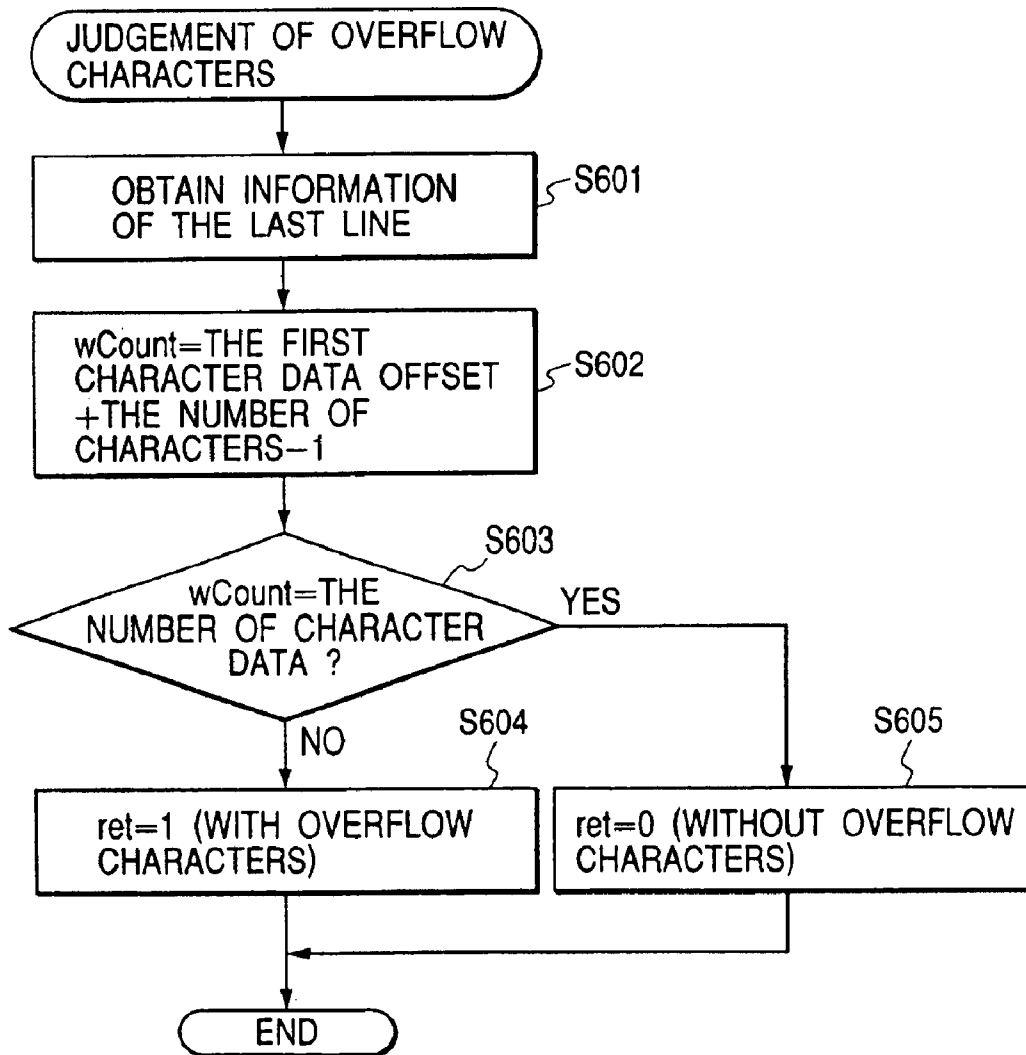 JUDGEMENT OF OVERFLOW
CHARACTERS
OBTAIN INFORMATION
OF THE LAST LINE
S601
wCount=THE FIRST
CHARACTER DATA OFFSET
+THE NUMBER OF
CHARACTERS-1
S602
S603
wCount=THE
NUMBER OF CHARACTER
DATA ?
YES
NO
S604
ret=1 (WITH OVERFLOW
CHARACTERS)
S605
ret=0 (WITHOUT OVERFLOW
CHARACTERS)
END